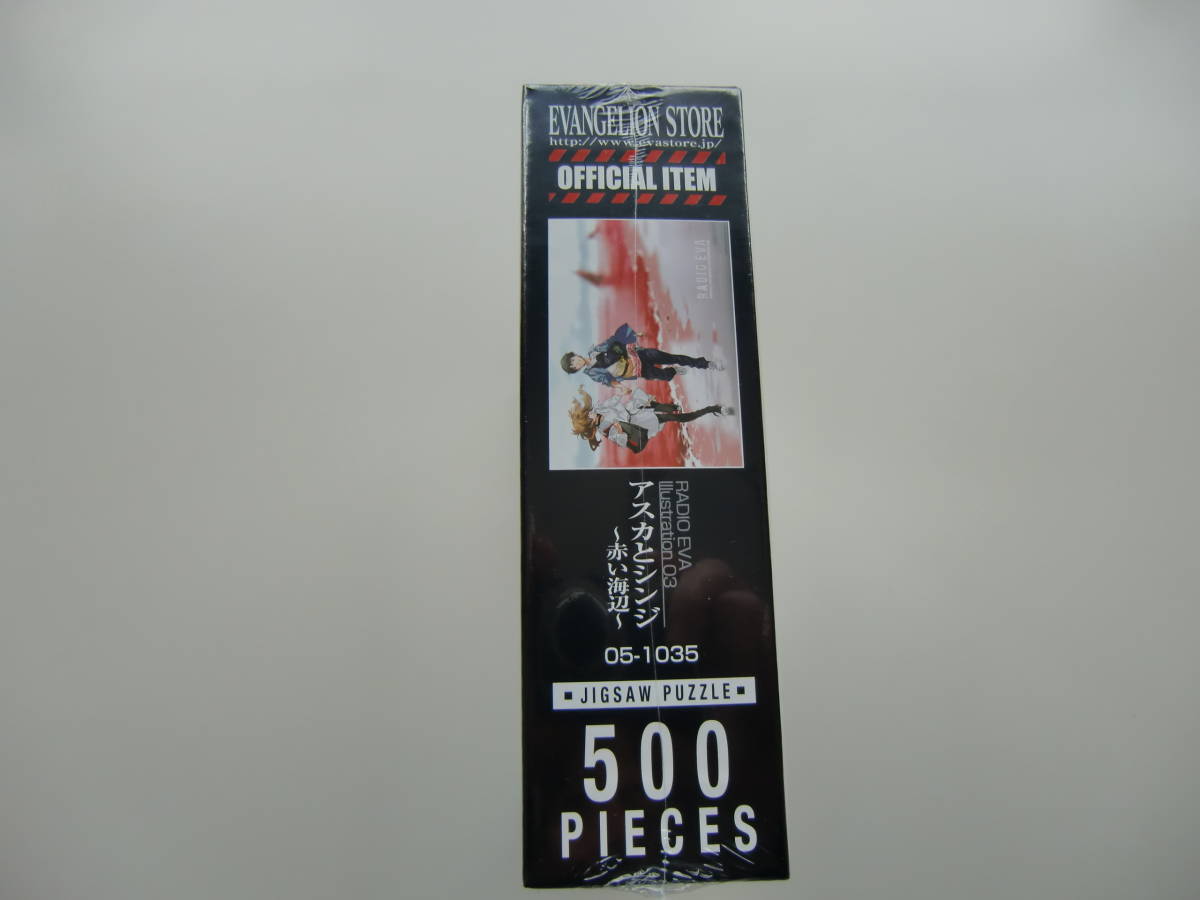 EVANGELION STORE
http://www.evastore.jp/
OFFICIAL ITEM
RADIO EVA
RADIO EVA
Illustration 03
アスカとシンジ
～赤い海辺～
05-1035
JIGSAW PUZZLE
500
PIECES